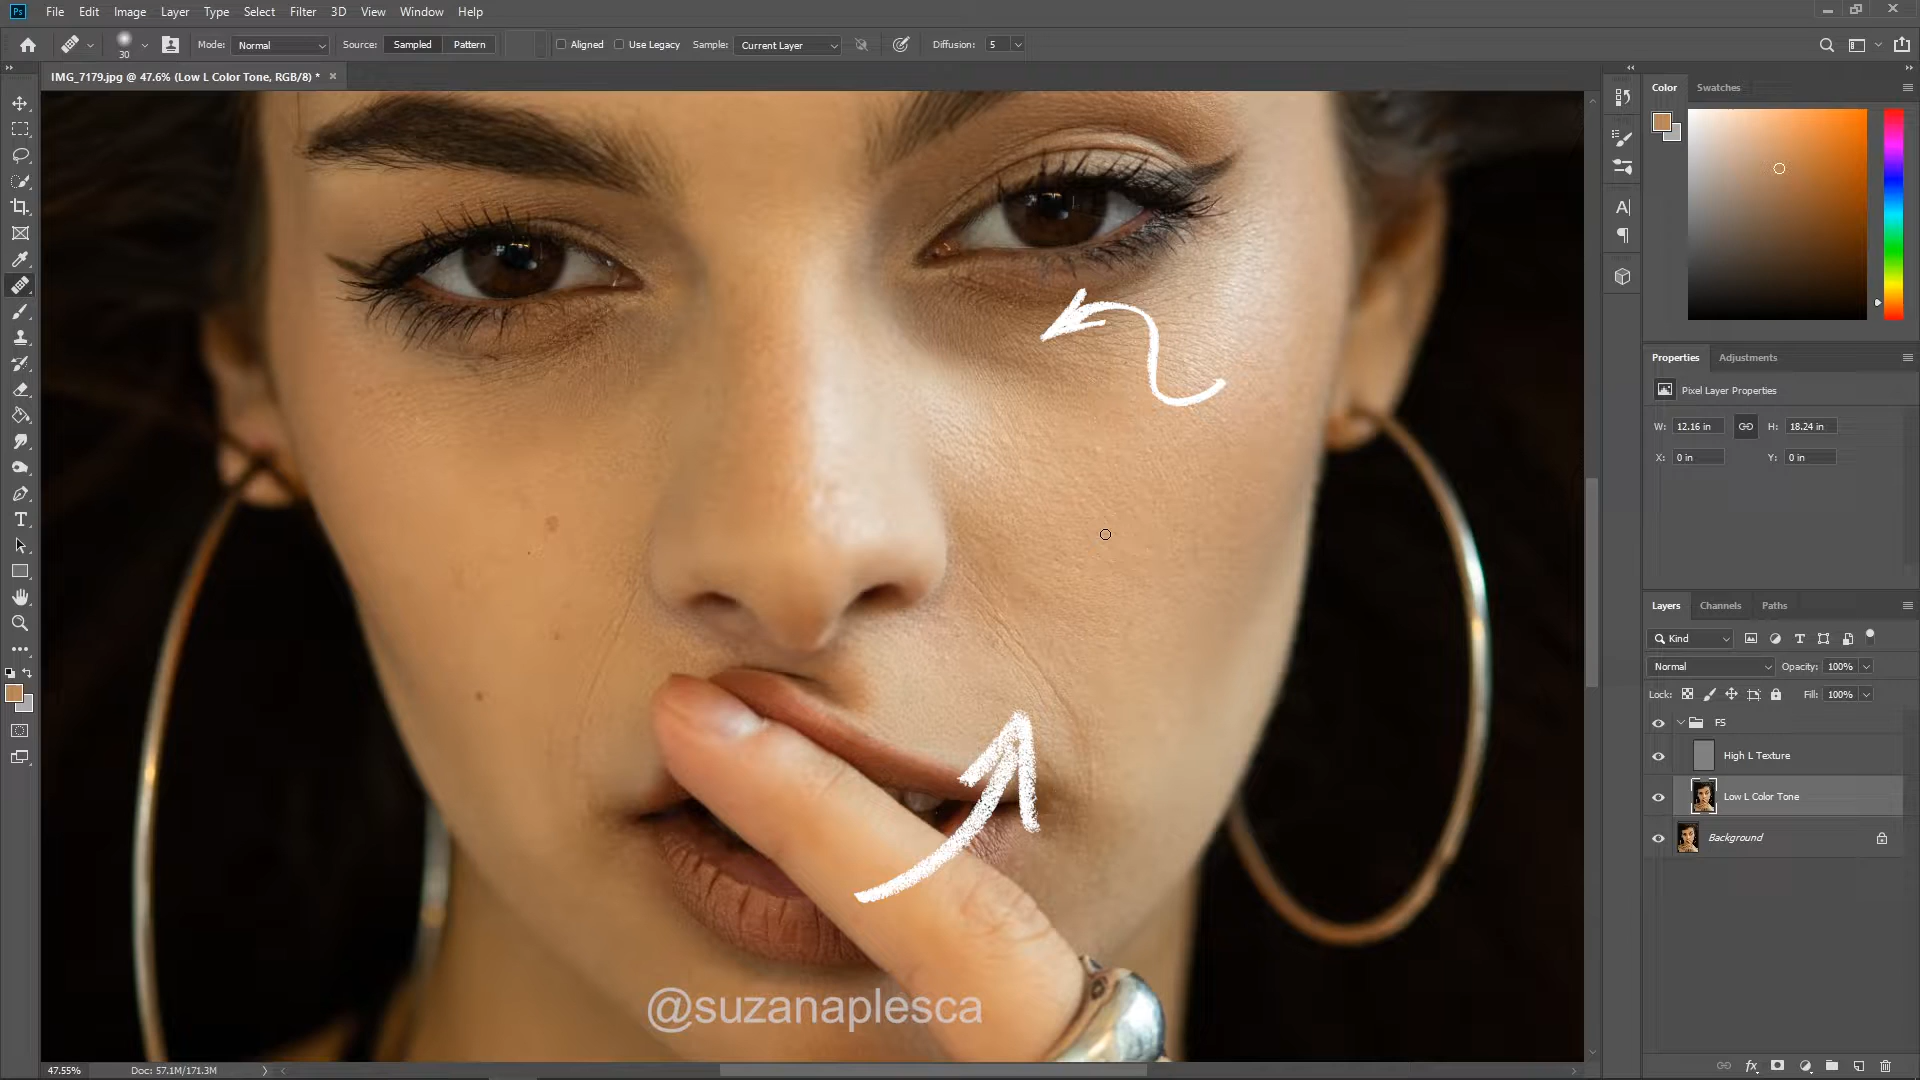 Ps File Edit Image Layer Type Select Filter 3D View Window Help
30 Mode: Normal Source: Sampled Pattern Aligned Use Legacy Sample: Current Layer Diffusion: 5
IMG_7179.jpg @ 47.6% (Low L Color Tone, RGB/8) *
Color Swatches
Properties Adjustments
Pixel Layer Properties
W: 12.16 in H: 18.24 in
X: 0 in Y: 0 in
Layers Channels Paths
Kind
Normal Opacity: 100%
Lock: Fill: 100%
FS
High L Texture
Low L Color Tone
Background
@suzanaplesca
47.55% Doc: 57.1M/171.3M